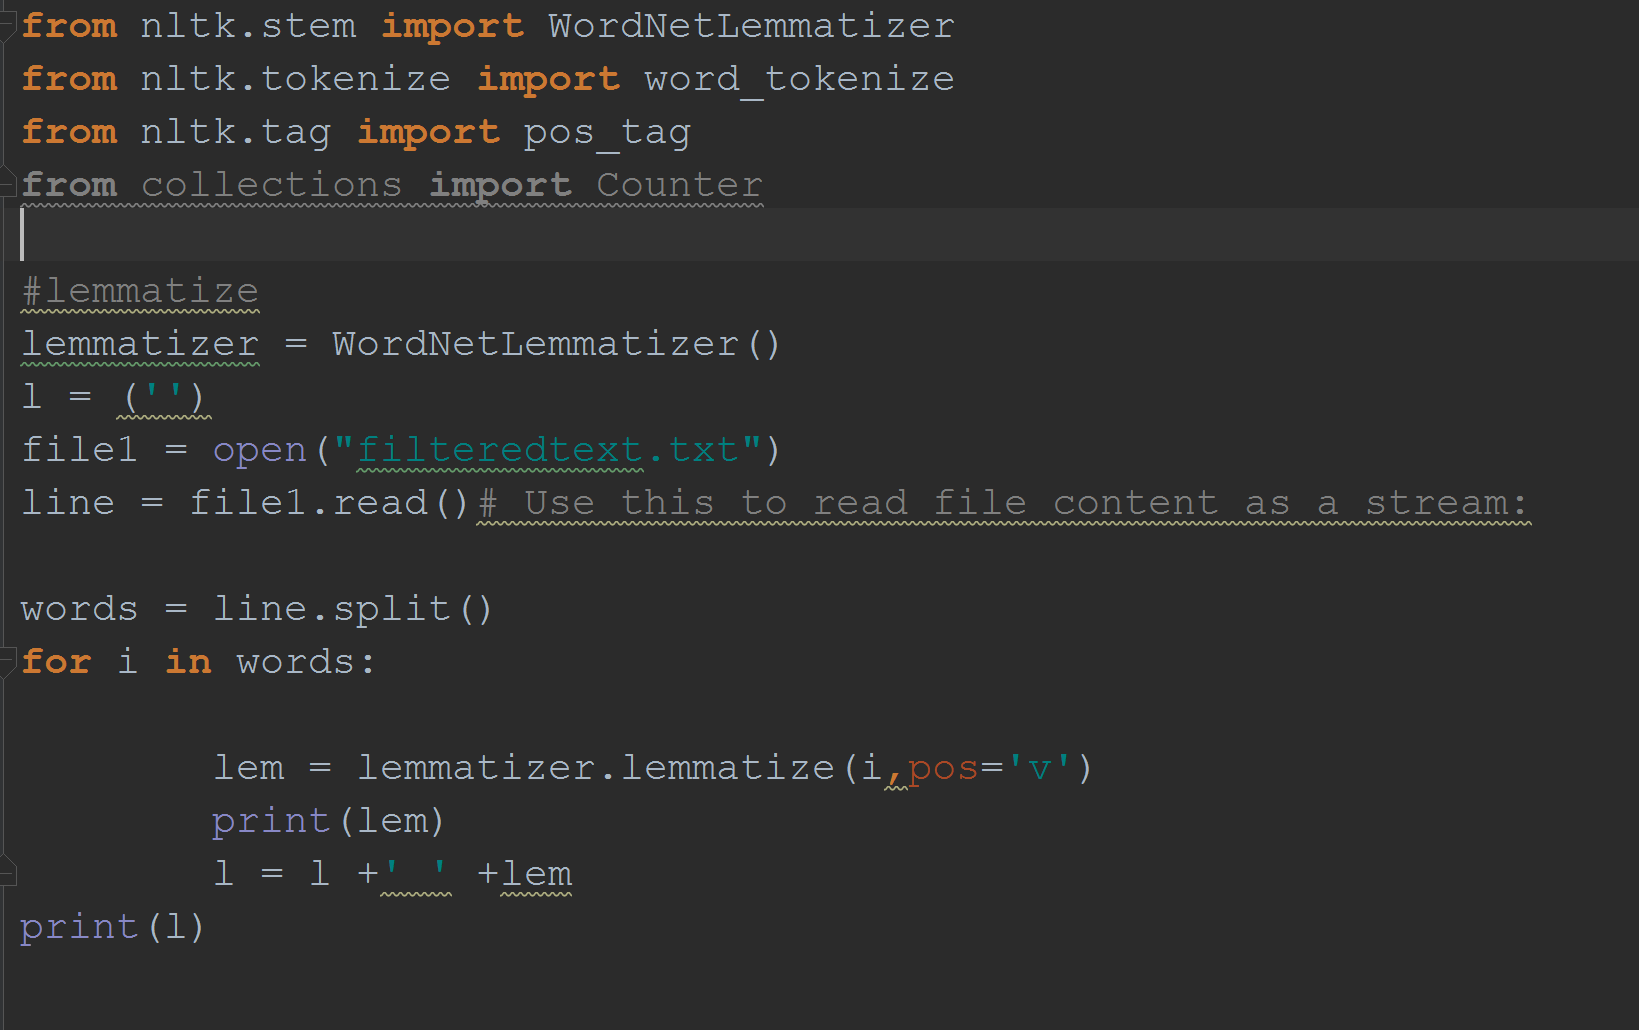 from nltk.stem import WordNetLemmatizer
from nltk.tokenize import word_tokenize
from nltk.tag import pos_tag
from collections import Counter
#lemmatize
lemmatizer = WordNetLemmatizer()
l = ('')
file1 = open("filteredtext.txt")
line = file1.read()# Use this to read file content as a stream:
words = line.split()
for i in words:
        lem = lemmatizer.lemmatize(i,pos='v')
        print(lem)
        l = l +' ' +lem
print(l)